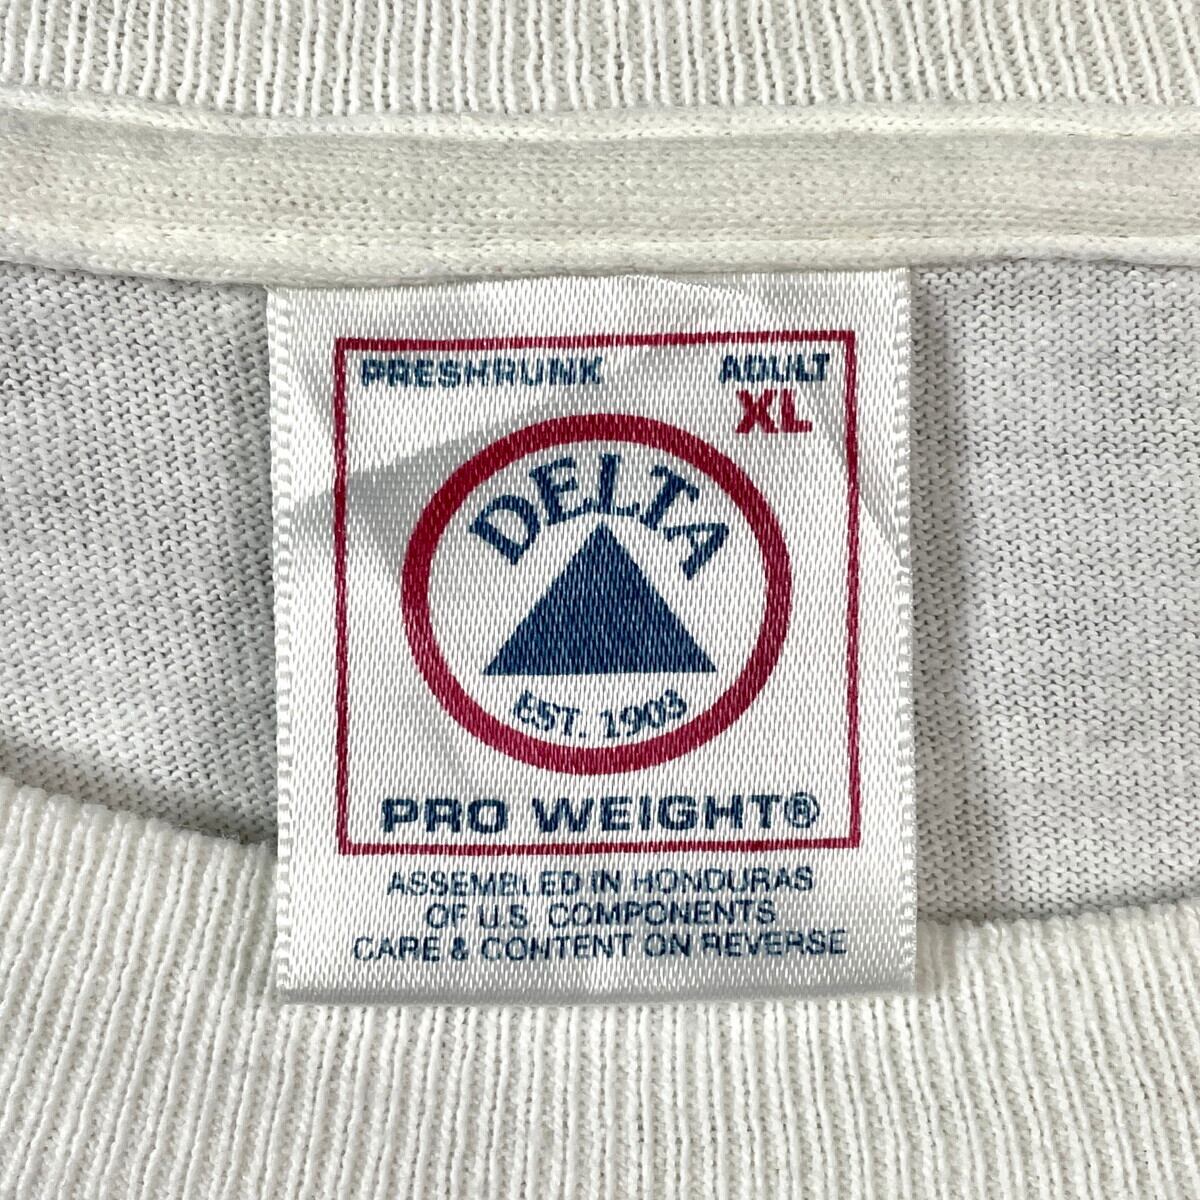 PRESHRUNK ADULT
XL
DELTA
EST. 1903
PRO WEIGHT®
ASSEMBLED IN HONDURAS
OF U.S. COMPONENTS
CARE & CONTENT ON REVERSE